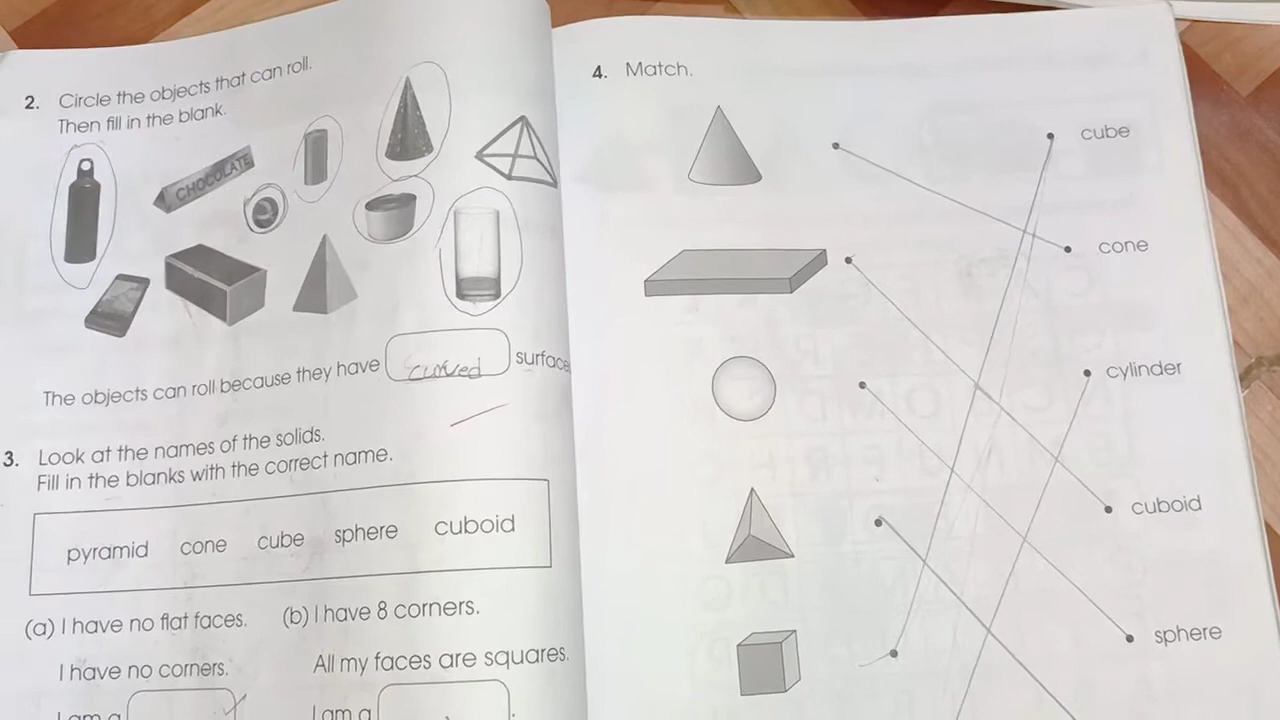 2. Circle the objects that can roll.
Then fill in the blank.
CHOCOLATE
The objects can roll because they have curved surface
3. Look at the names of the solids.
Fill in the blanks with the correct name.
pyramid cone cube sphere cuboid
(a) I have no flat faces. (b) I have 8 corners.
I have no corners. All my faces are squares.
I am a I am a
4. Match.
cube
cone
cylinder
cuboid
sphere